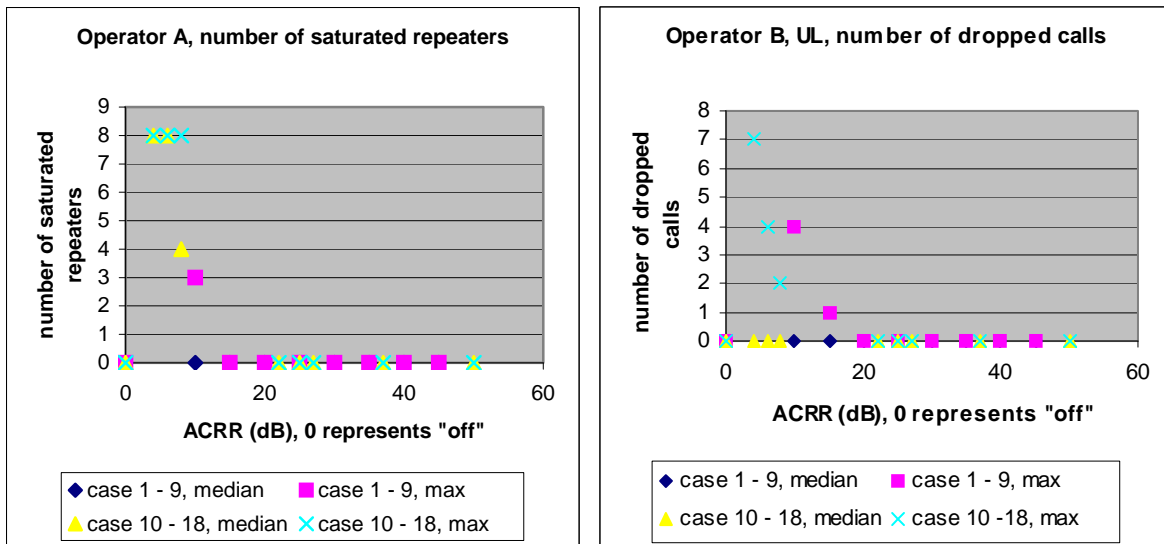 Operator A, number of saturated repeaters
number of saturated
repeaters
9
8
7
6
5
4
3
2
1
0
0
20
40
60
ACRR (dB), 0 represents "off"
case 1 - 9, median
case 1 - 9, max
case 10 - 18, median
case 10 - 18, max
Operator B, UL, number of dropped calls
number of dropped
calls
8
7
6
5
4
3
2
1
0
0
20
40
60
ACRR (dB), 0 represents "off"
case 1 - 9, median
case 1 - 9, max
case 10 - 18, median
case 10 -18, max